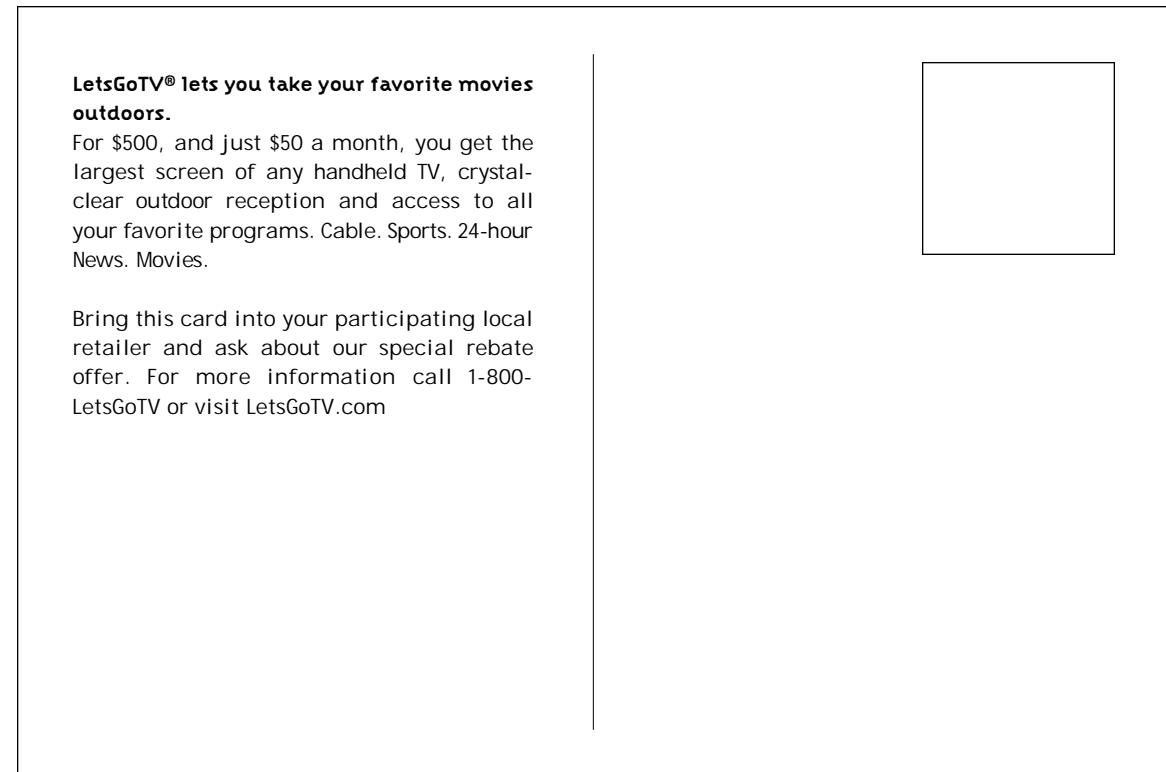 LetsGoTV® lets you take your favorite movies
outdoors.
For $500, and just $50 a month, you get the
largest screen of any handheld TV, crystal-
clear outdoor reception and access to all
your favorite programs. Cable. Sports. 24-hour
News. Movies.
Bring this card into your participating local
retailer and ask about our special rebate
offer. For more information call 1-800-
LetsGoTV or visit LetsGoTV.com